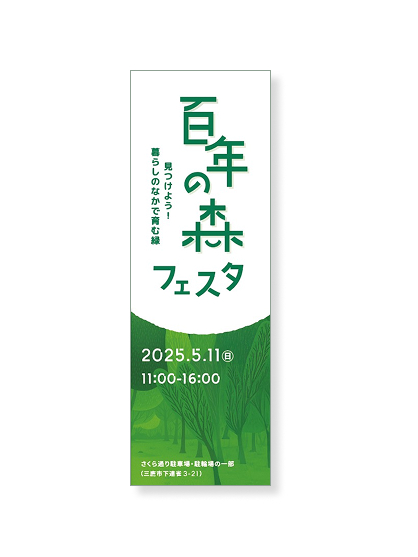 百年の森
フェスタ
見つけよう！
暮らしのなかで育む緑
2025.5.11㊐
11:00-16:00
さくら通り駐車場・駐輪場の一部
(三鷹市下連雀3-21)